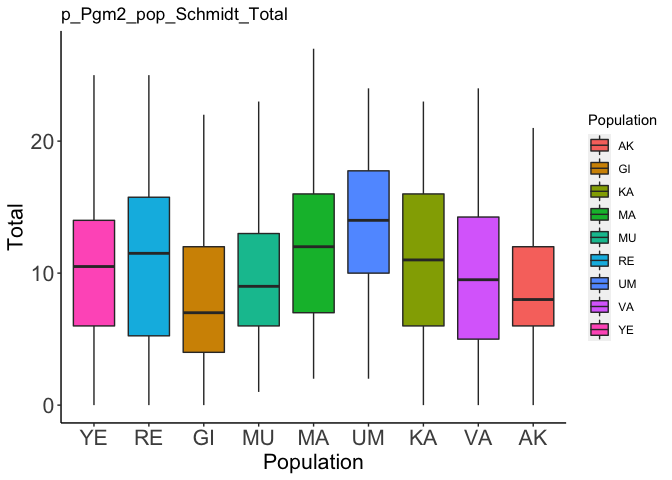 p_Pgm2_pop_Schmidt_Total
Total
20
10
0
YE RE GI MU MA UM KA VA AK
Population
Population
AK
GI
KA
MA
MU
RE
UM
VA
YE